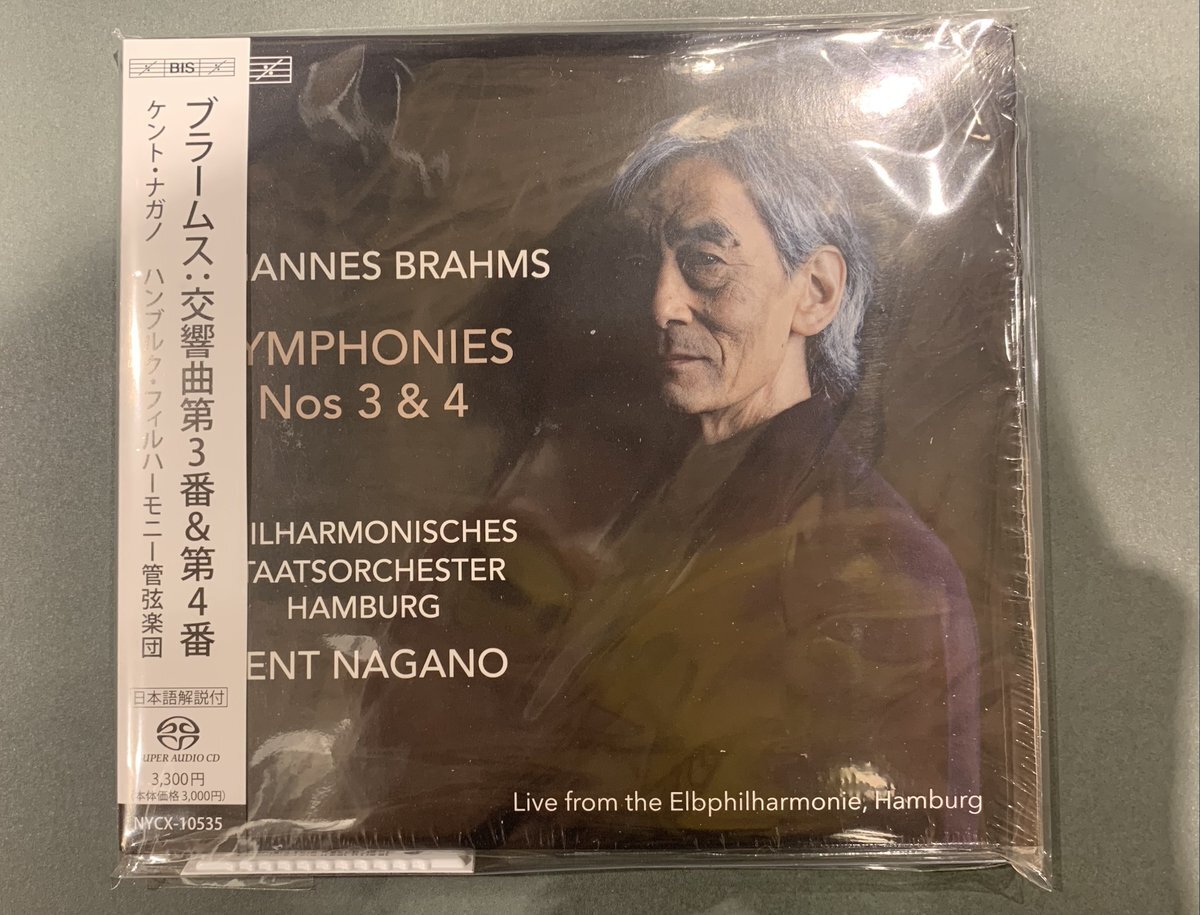 BIS
ブラームス:交響曲第3番&第4番
ケント・ナガノ ハンブルク・フィルハーモニー管弦楽団
日本語解説付
UPER AUDIO CD
3,300円
(本体価格3,000円)
NYCX-10535
ANNES BRAHMS
YMPHONIES
Nos 3 & 4
ILHARMONISCHES
TAATSORCHESTER
HAMBURG
ENT NAGANO
Live from the Elbphilharmonie, Hamburg